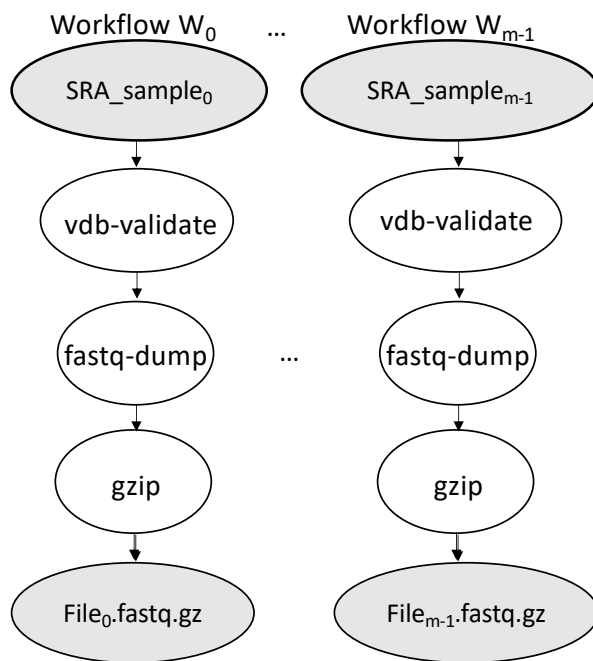 Workflow W₀ ... Workflow Wₘ₋₁
SRA_sample₀ SRA_sampleₘ₋₁
vdb-validate vdb-validate
fastq-dump ... fastq-dump
gzip gzip
File₀.fastq.gz Fileₘ₋₁.fastq.gz